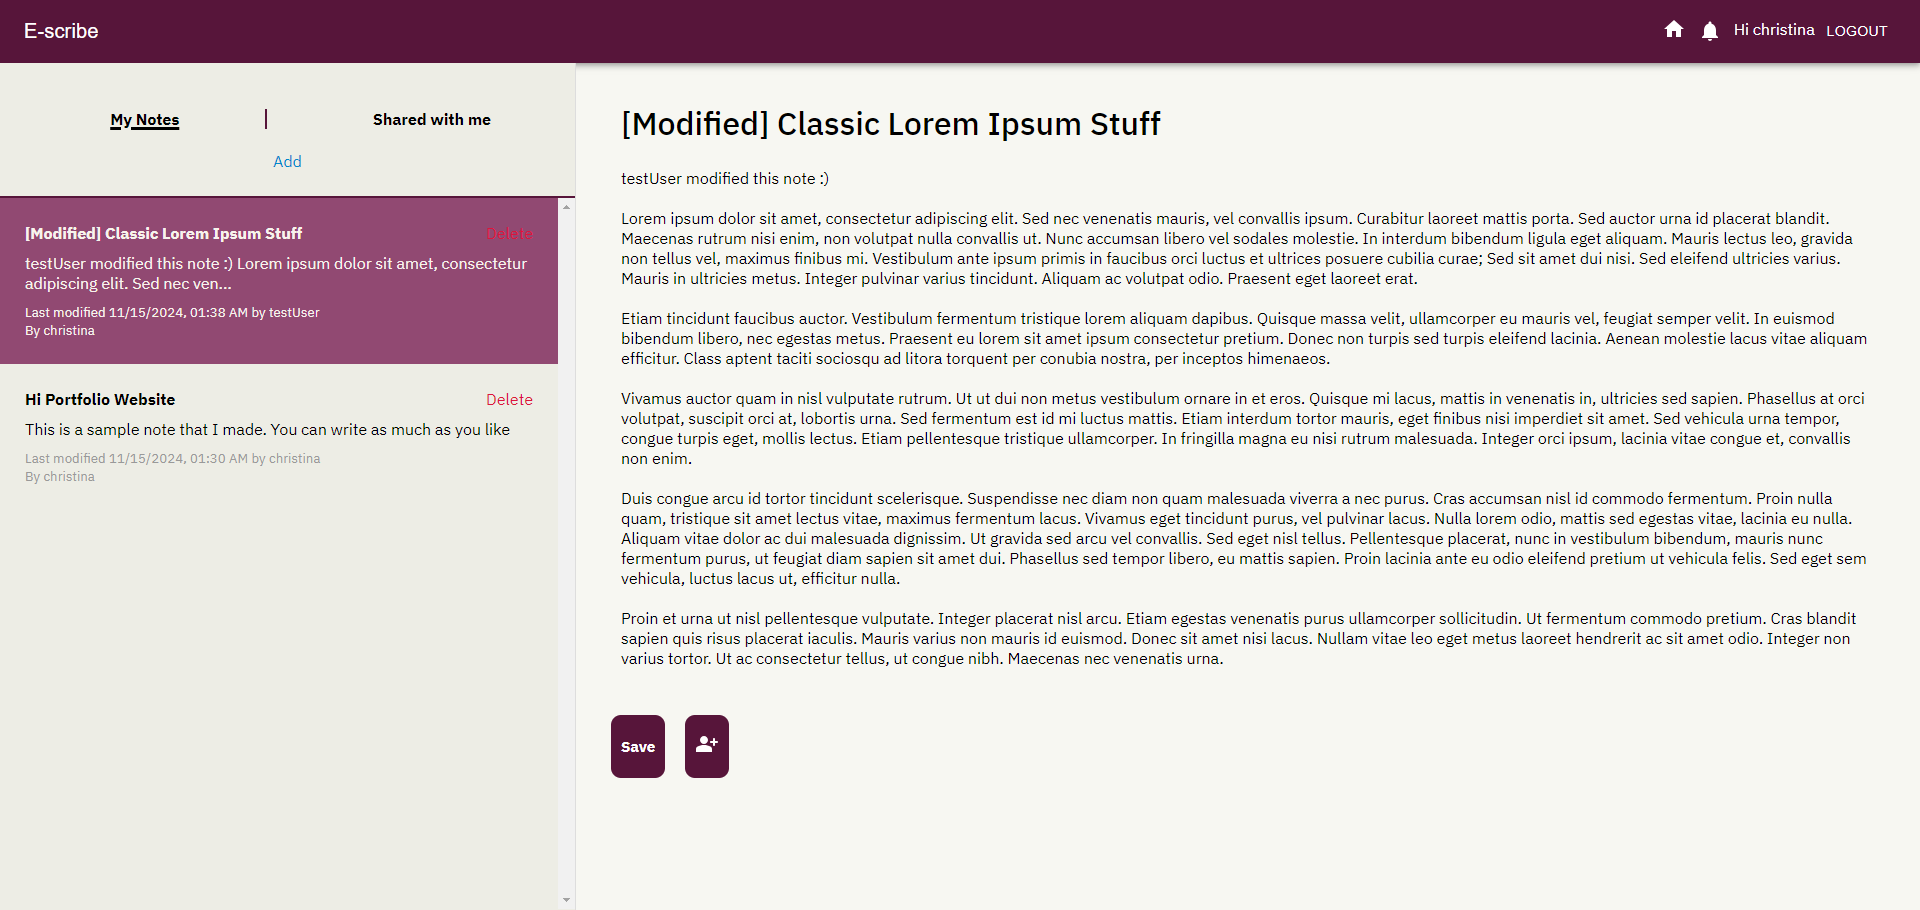 E-scribe
Hi christina LOGOUT
My Notes | Shared with me
Add
[Modified] Classic Lorem Ipsum Stuff Delete
testUser modified this note :) Lorem ipsum dolor sit amet, consectetur
adipiscing elit. Sed nec ven...
Last modified 11/15/2024, 01:38 AM by testUser
By christina
Hi Portfolio Website Delete
This is a sample note that I made. You can write as much as you like
Last modified 11/15/2024, 01:30 AM by christina
By christina
[Modified] Classic Lorem Ipsum Stuff
testUser modified this note :)
Lorem ipsum dolor sit amet, consectetur adipiscing elit. Sed nec venenatis mauris, vel convallis ipsum. Curabitur laoreet mattis porta. Sed auctor urna id placerat blandit.
Maecenas rutrum nisi enim, non volutpat nulla convallis ut. Nunc accumsan libero vel sodales molestie. In interdum bibendum ligula eget aliquam. Mauris lectus leo, gravida
non tellus vel, maximus finibus mi. Vestibulum ante ipsum primis in faucibus orci luctus et ultrices posuere cubilia curae; Sed sit amet dui nisi. Sed eleifend ultricies varius.
Mauris in ultricies metus. Integer pulvinar varius tincidunt. Aliquam ac volutpat odio. Praesent eget laoreet erat.
Etiam tincidunt faucibus auctor. Vestibulum fermentum tristique lorem aliquam dapibus. Quisque massa velit, ullamcorper eu mauris vel, feugiat semper velit. In euismod
bibendum libero, nec egestas metus. Praesent eu lorem sit amet ipsum consectetur pretium. Donec non turpis sed turpis eleifend lacinia. Aenean molestie lacus vitae aliquam
efficitur. Class aptent taciti sociosqu ad litora torquent per conubia nostra, per inceptos himenaeos.
Vivamus auctor quam in nisl vulputate rutrum. Ut ut dui non metus vestibulum ornare in et eros. Quisque mi lacus, mattis in venenatis in, ultricies sed sapien. Phasellus at orci
volutpat, suscipit orci at, lobortis urna. Sed fermentum est id mi luctus mattis. Etiam interdum tortor mauris, eget finibus nisi imperdiet sit amet. Sed vehicula urna tempor,
congue turpis eget, mollis lectus. Etiam pellentesque tristique ullamcorper. In fringilla magna eu nisi rutrum malesuada. Integer orci ipsum, lacinia vitae congue et, convallis
non enim.
Duis congue arcu id tortor tincidunt scelerisque. Suspendisse nec diam non quam malesuada viverra a nec purus. Cras accumsan nisl id commodo fermentum. Proin nulla
quam, tristique sit amet lectus vitae, maximus fermentum lacus. Vivamus eget tincidunt purus, vel pulvinar lacus. Nulla lorem odio, mattis sed egestas vitae, lacinia eu nulla.
Aliquam vitae dolor ac dui malesuada dignissim. Ut gravida sed arcu vel convallis. Sed eget nisl tellus. Pellentesque placerat, nunc in vestibulum bibendum, mauris nunc
fermentum purus, ut feugiat diam sapien sit amet dui. Phasellus sed tempor libero, eu mattis sapien. Proin lacinia ante eu odio eleifend pretium ut vehicula felis. Sed eget sem
vehicula, luctus lacus ut, efficitur nulla.
Proin et urna ut nisl pellentesque vulputate. Integer placerat nisl arcu. Etiam egestas venenatis purus ullamcorper sollicitudin. Ut fermentum commodo pretium. Cras blandit
sapien quis risus placerat iaculis. Mauris varius non mauris id euismod. Donec sit amet nisi lacus. Nullam vitae leo eget metus laoreet hendrerit ac sit amet odio. Integer non
varius tortor. Ut ac consectetur tellus, ut congue nibh. Maecenas nec venenatis urna.
Save